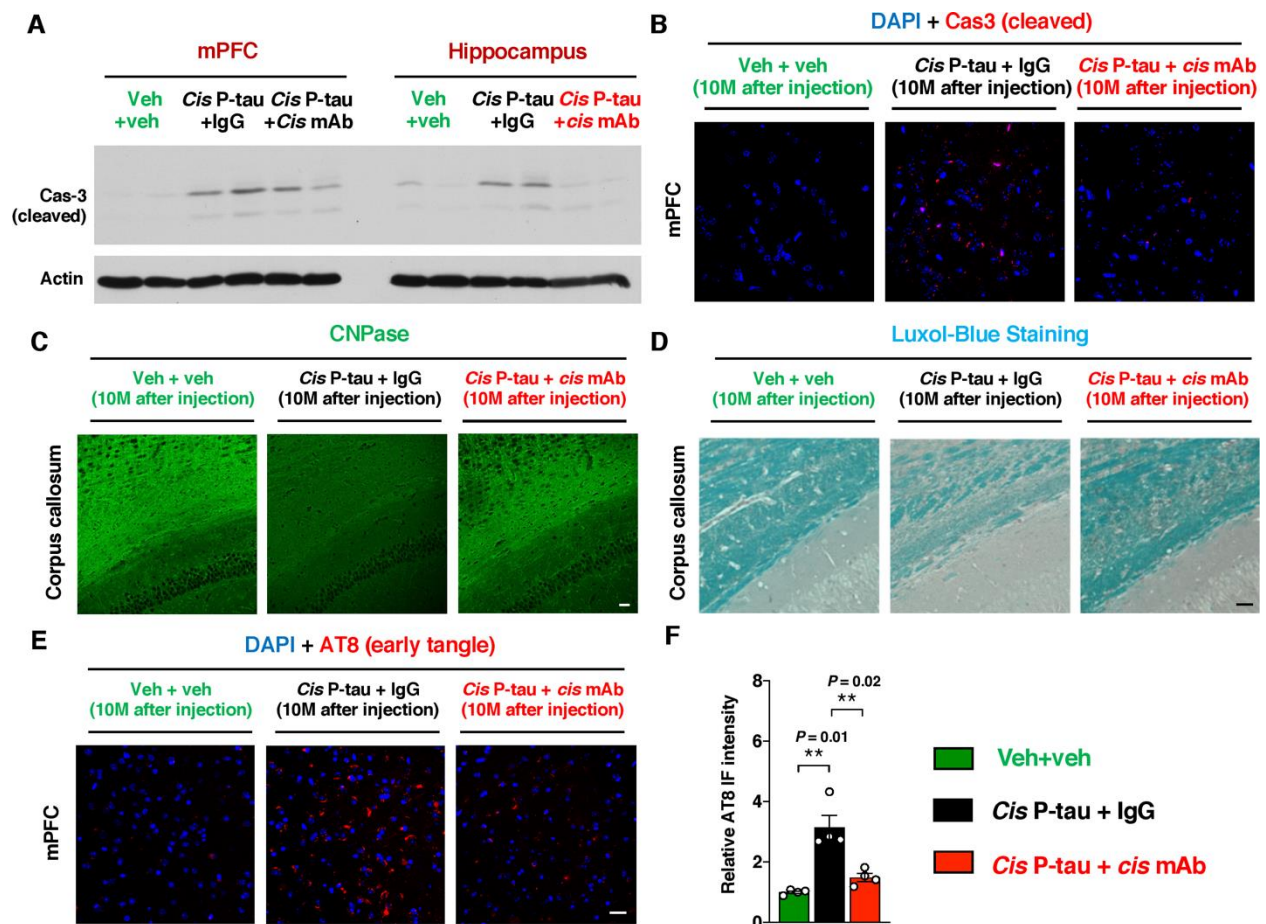 A
mPFC
Hippocampus
Veh
+veh
Cis P-tau
+IgG
Cis P-tau
+Cis mAb
Veh
+veh
Cis P-tau
+IgG
Cis P-tau
+cis mAb
Cas-3
(cleaved)
Actin
B
DAPI + Cas3 (cleaved)
Veh + veh
(10M after injection)
Cis P-tau + IgG
(10M after injection)
Cis P-tau + cis mAb
(10M after injection)
mPFC
C
CNPase
Veh + veh
(10M after injection)
Cis P-tau + IgG
(10M after injection)
Cis P-tau + cis mAb
(10M after injection)
Corpus callosum
D
Luxol-Blue Staining
Veh + veh
(10M after injection)
Cis P-tau + IgG
(10M after injection)
Cis P-tau + cis mAb
(10M after injection)
Corpus callosum
E
DAPI + AT8 (early tangle)
Veh + veh
(10M after injection)
Cis P-tau + IgG
(10M after injection)
Cis P-tau + cis mAb
(10M after injection)
mPFC
F
Relative AT8 IF intensity
8
6
4
2
0
P = 0.02
**
P = 0.01
**
Veh+veh
Cis P-tau + IgG
Cis P-tau + cis mAb